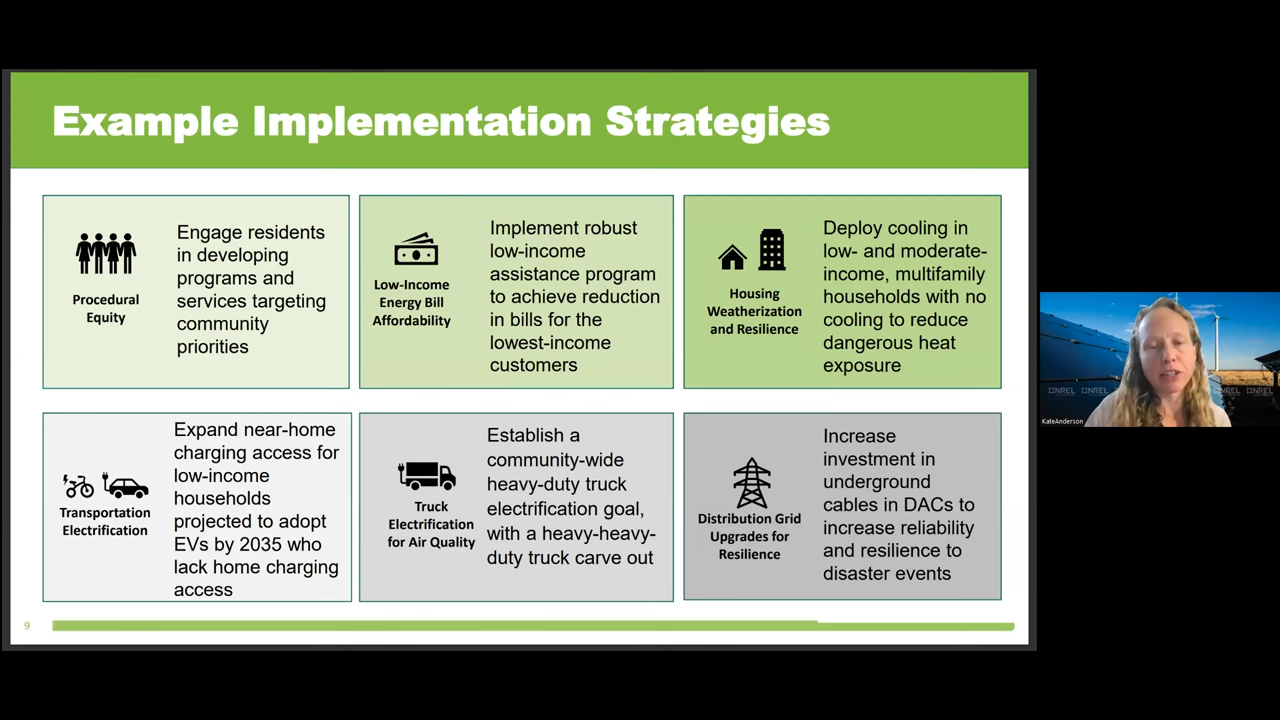 Example Implementation Strategies
Procedural
Equity
Engage residents
in developing
programs and
services targeting
community
priorities
Low-Income
Energy Bill
Affordability
Implement robust
low-income
assistance program
to achieve reduction
in bills for the
lowest-income
customers
Housing
Weatherization
and Resilience
Deploy cooling in
low- and moderate-
income, multifamily
households with no
cooling to reduce
dangerous heat
exposure
Transportation
Electrification
Expand near-home
charging access for
low-income
households
projected to adopt
EVs by 2035 who
lack home charging
access
Truck
Electrification
for Air Quality
Establish a
community-wide
heavy-duty truck
electrification goal,
with a heavy-heavy-
duty truck carve out
Distribution Grid
Upgrades for
Resilience
Increase
investment in
underground
cables in DACs to
increase reliability
and resilience to
disaster events
9
NREL NREL NREL NREL
KateAnderson